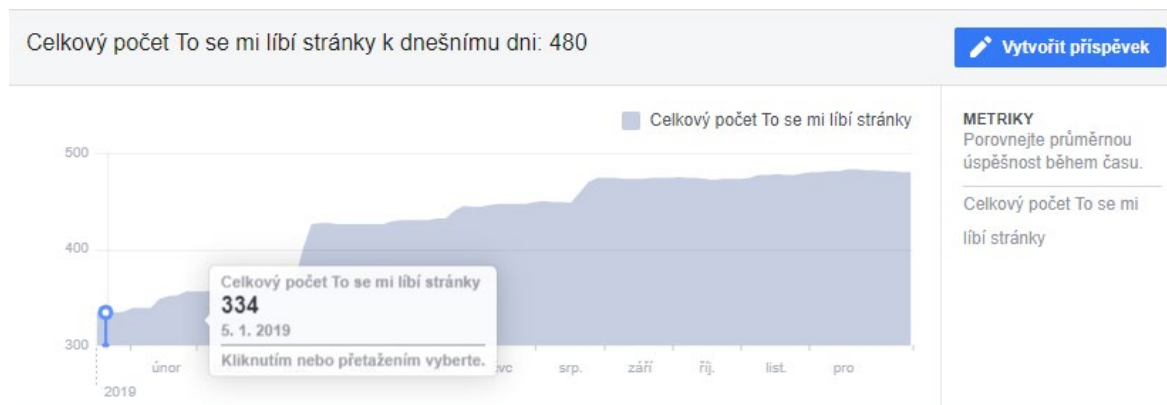 Celkový počet To se mi líbí stránky k dnešnímu dni: 480
Vytvořit příspěvek
Celkový počet To se mi líbí stránky
METRIKY
Porovnejte průměrnou
úspěšnost během času.
Celkový počet To se mi
líbí stránky
500
400
300
Celkový počet To se mi líbí stránky
334
5. 1. 2019
Kliknutím nebo přetažením vyberte.
únor
srp.
září
říj.
list.
pro
2019